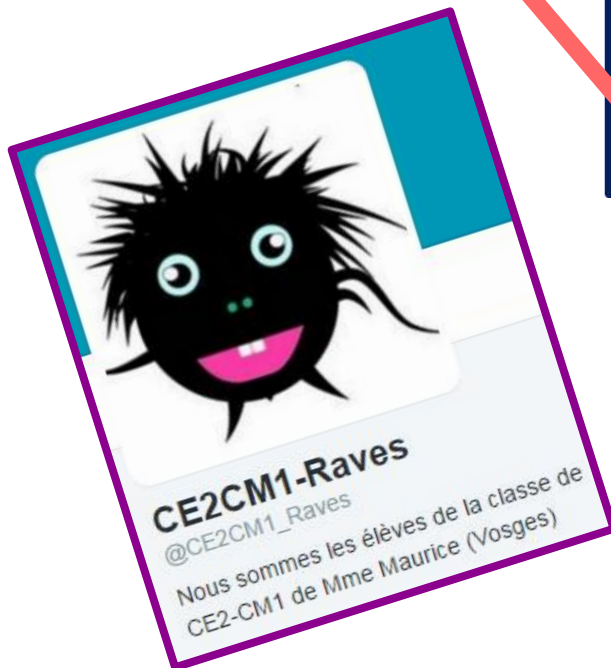 CE2CM1-Raves
@CE2CM1_Raves
Nous sommes les élèves de la classe de
CE2-CM1 de Mme Maurice (Vosges)